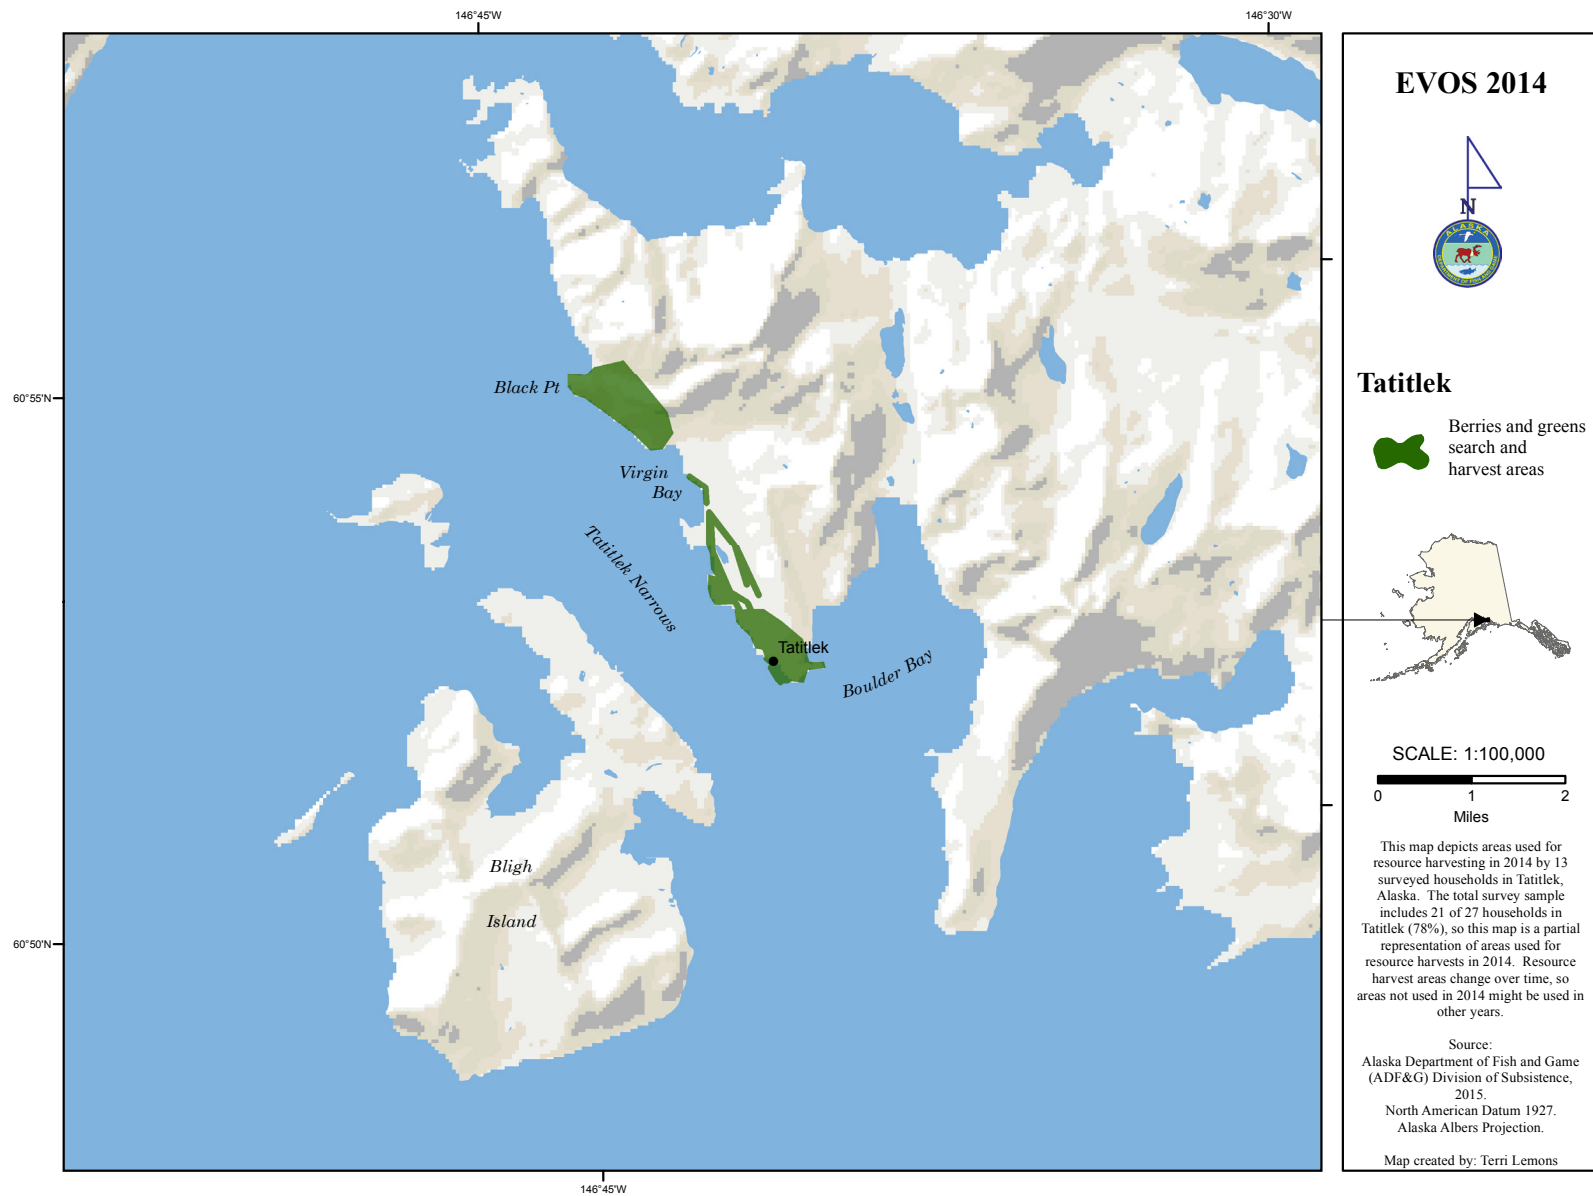 146°45'W
146°30'W
60°55'N
60°50'N
146°45'W
Black Pt
Virgin
Bay
Tatitlek Narrows
Tatitlek
Boulder Bay
Bligh
Island
EVOS 2014
N
ALASKA
Tatitlek
Berries and greens
search and
harvest areas
SCALE: 1:100,000
0 1 2
Miles
This map depicts areas used for
resource harvesting in 2014 by 13
surveyed households in Tatitlek,
Alaska. The total survey sample
includes 21 of 27 households in
Tatitlek (78%), so this map is a partial
representation of areas used for
resource harvests in 2014. Resource
harvest areas change over time, so
areas not used in 2014 might be used in
other years.
Source:
Alaska Department of Fish and Game
(ADF&G) Division of Subsistence,
2015.
North American Datum 1927.
Alaska Albers Projection.
Map created by: Terri Lemons